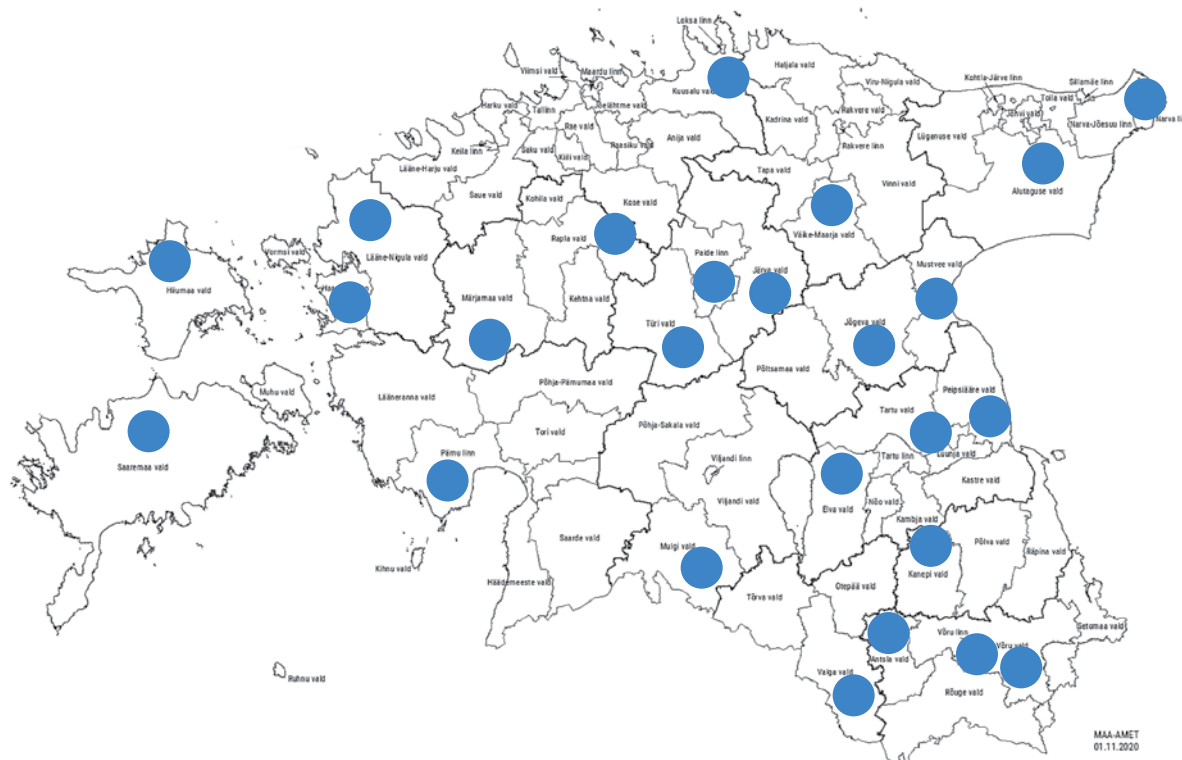 Loksa linn
Haljala vald
Viimsi vald
Maardu linn
Kuusalu vald
Viru-Nigula vald
Kohtla-Järve linn
Sillamäe linn
Toila vald
Harku vald
Tallinn
Jõelähtme vald
Rakvere vald
Jõhvi vald
Narva-Jõesuu linn
Narva linn
Rae vald
Raasiku vald
Anija vald
Kadrina vald
Rakvere linn
Lüganuse vald
Keila linn
Saku vald
Kiili vald
Lääne-Harju vald
Tapa vald
Vinni vald
Alutaguse vald
Saue vald
Kohila vald
Kose vald
Väike-Maarja vald
Rapla vald
Vormsi vald
Lääne-Nigula vald
Paide linn
Järva vald
Mustvee vald
Hiiumaa vald
Märjamaa vald
Kehtna vald
Türi vald
Jõgeva vald
Põltsamaa vald
Põhja-Pärnumaa vald
Muhu vald
Lääneranna vald
Peipsiääre vald
Tartu vald
Põhja-Sakala vald
Tori vald
Saaremaa vald
Pärnu linn
Viljandi linn
Tartu linn
Luunja vald
Kastre vald
Viljandi vald
Elva vald
Nõo vald
Kambja vald
Saarde vald
Mulgi vald
Põlva vald
Räpina vald
Kihnu vald
Häädemeeste vald
Kanepi vald
Otepää vald
Tõrva vald
Setomaa vald
Võru linn
Võru vald
Antsla vald
Valga vald
Ruhnu vald
Rõuge vald
MAA-AMET
01.11.2020